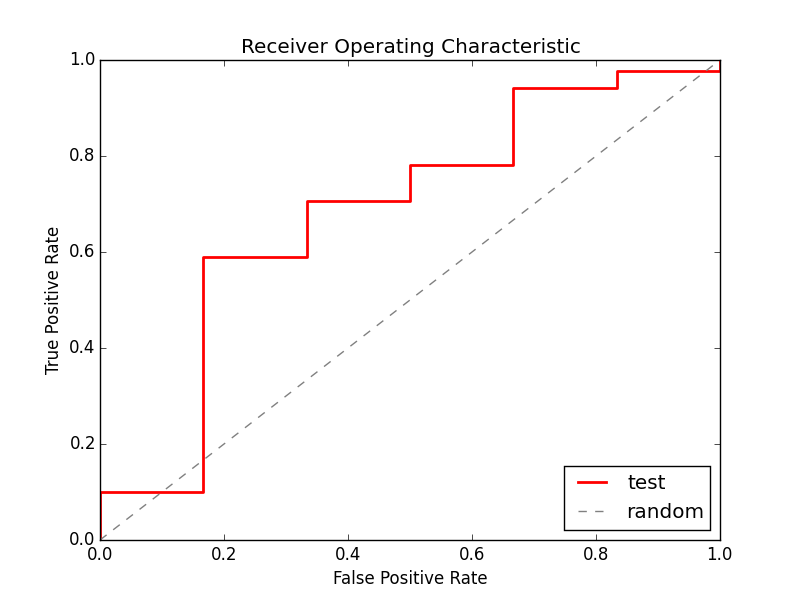 Receiver Operating Characteristic
1.0
0.8
0.6
0.4
0.2
0.0
True Positive Rate
test
random
0.0 0.2 0.4 0.6 0.8 1.0
False Positive Rate